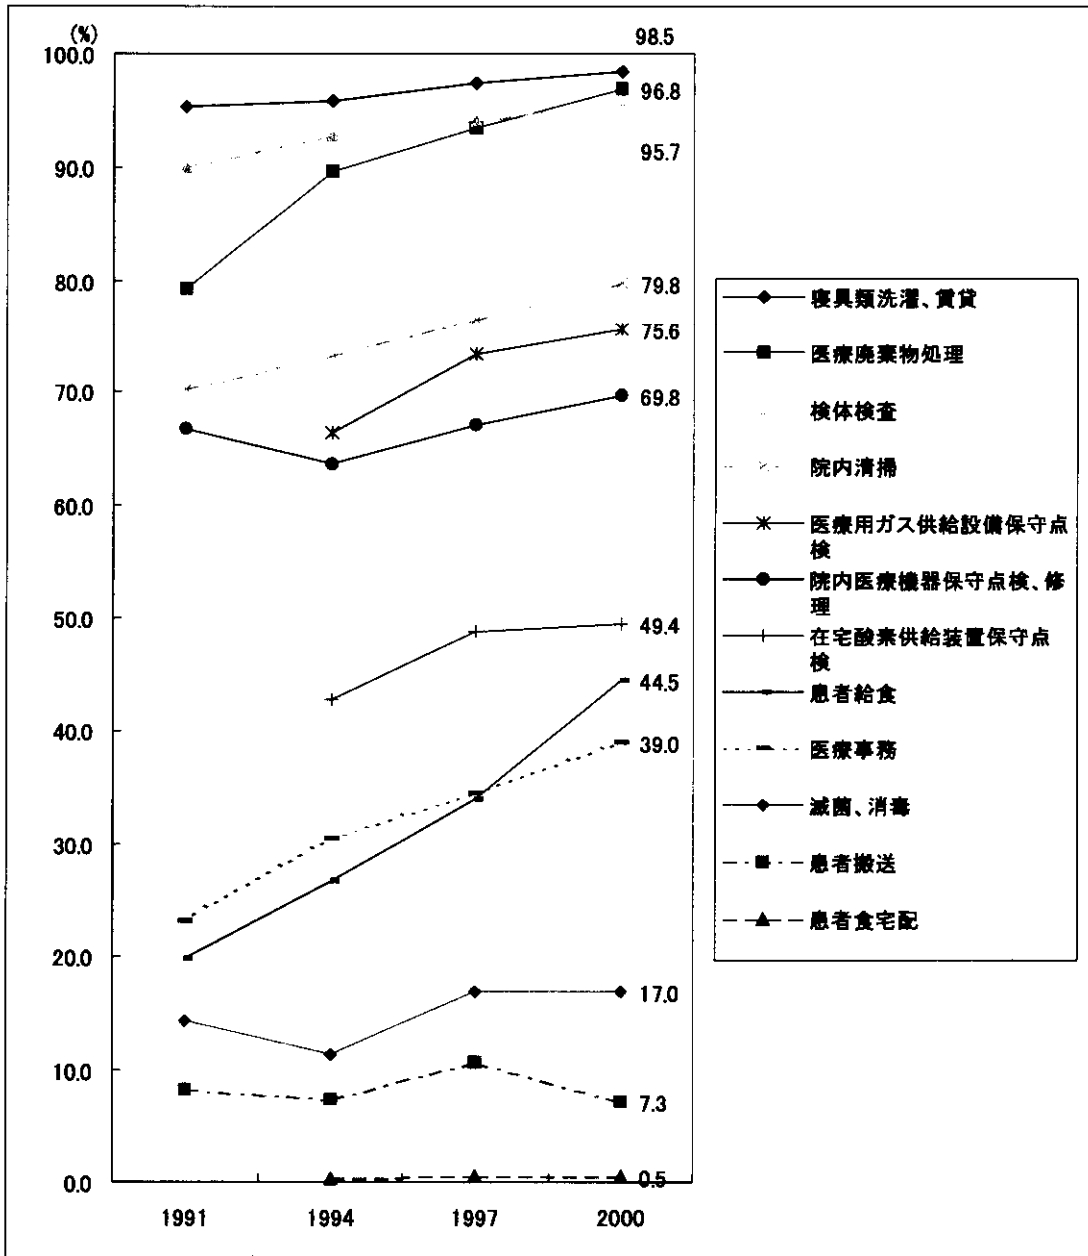 (%)
100.0
90.0
80.0
70.0
60.0
50.0
40.0
30.0
20.0
10.0
0.0
1991 1994 1997 2000
98.5
96.8
95.7
79.8
75.6
69.8
49.4
44.5
39.0
17.0
7.3
0.5
寝具類洗濯、賃貸
医療廃棄物処理
検体検査
院内清掃
医療用ガス供給設備保守点
検
院内医療機器保守点検、修
理
在宅酸素供給装置保守点
検
患者給食
医療事務
滅菌、消毒
患者搬送
患者食宅配